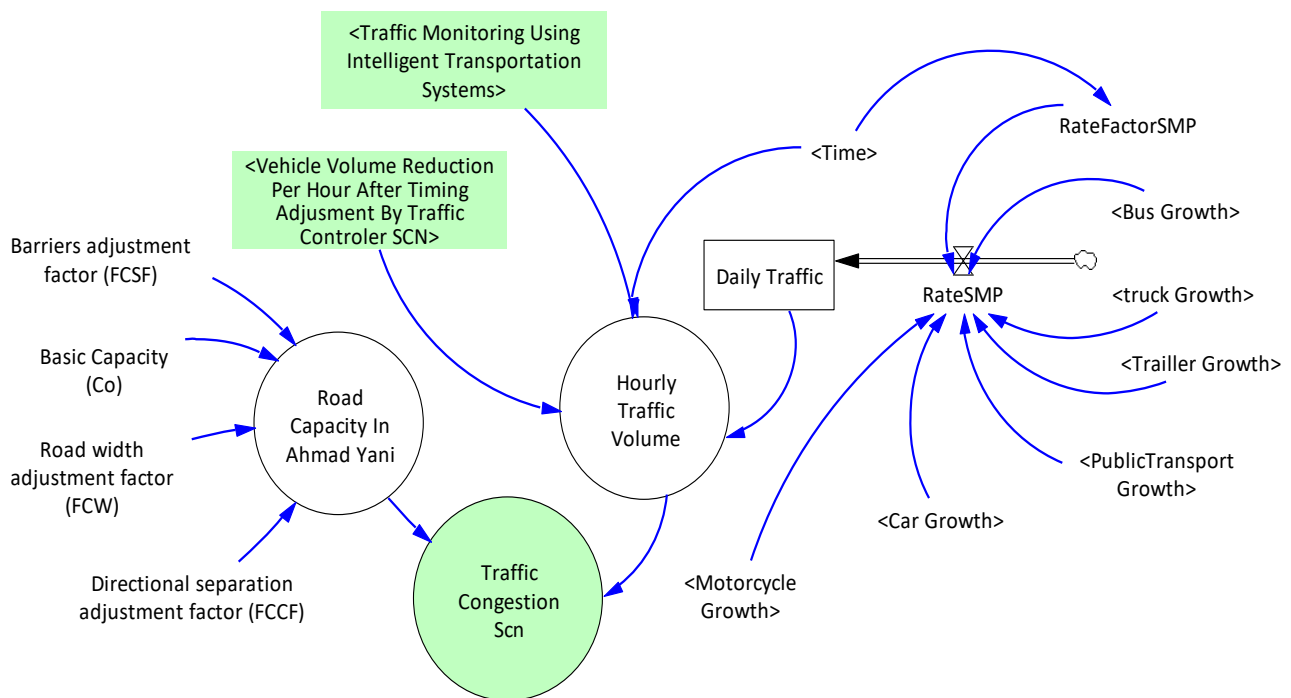 <Traffic Monitoring Using
Intelligent Transportation
Systems>
<Vehicle Volume Reduction
Per Hour After Timing
Adjusment By Traffic
Controler SCN>
<Time>
RateFactorSMP
<Bus Growth>
Barriers adjustment
factor (FCSF)
Daily Traffic
RateSMP
<truck Growth>
Basic Capacity
(Co)
<Trailler Growth>
Road
Capacity In
Ahmad Yani
Hourly
Traffic
Volume
Road width
adjustment factor
(FCW)
<PublicTransport
Growth>
<Car Growth>
Directional separation
adjustment factor (FCCF)
Traffic
Congestion
Scn
<Motorcycle
Growth>